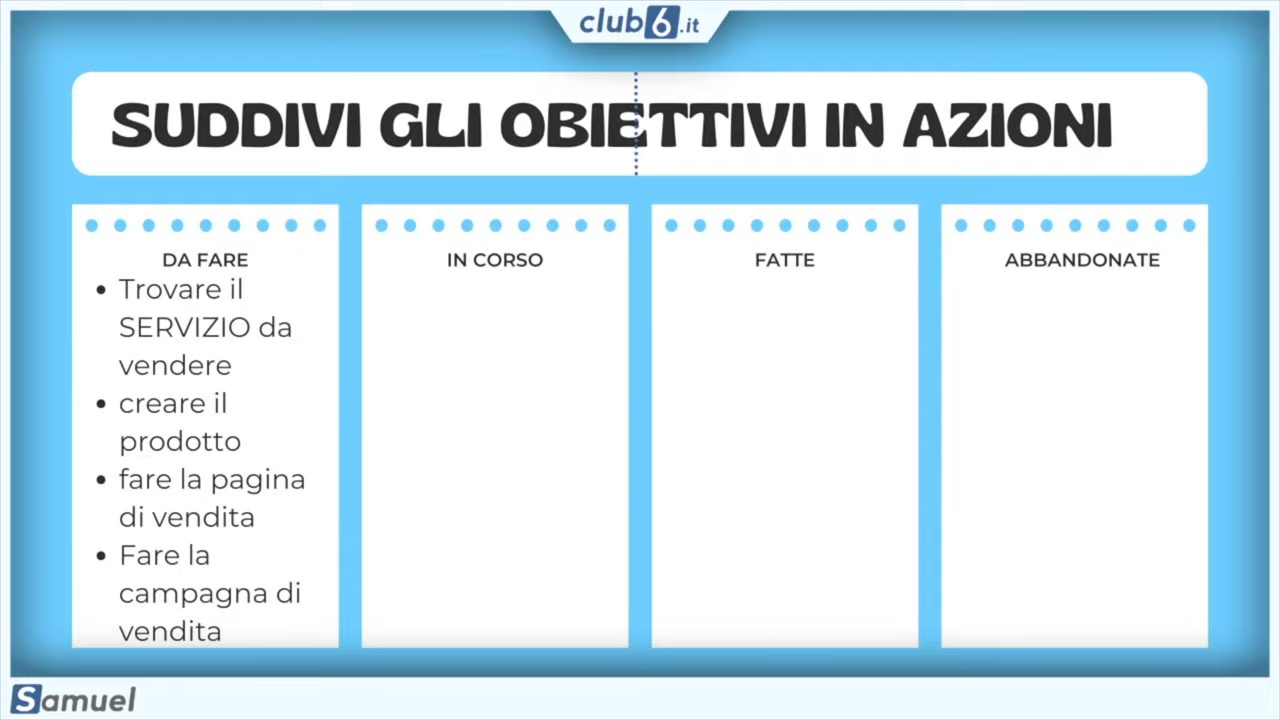 club6.it
SUDDIVI GLI OBIETTIVI IN AZIONI
DA FARE
Trovare il
SERVIZIO da
vendere
creare il
prodotto
fare la pagina
di vendita
Fare la
campagna di
vendita
IN CORSO
FATTE
ABBANDONATE
Samuel